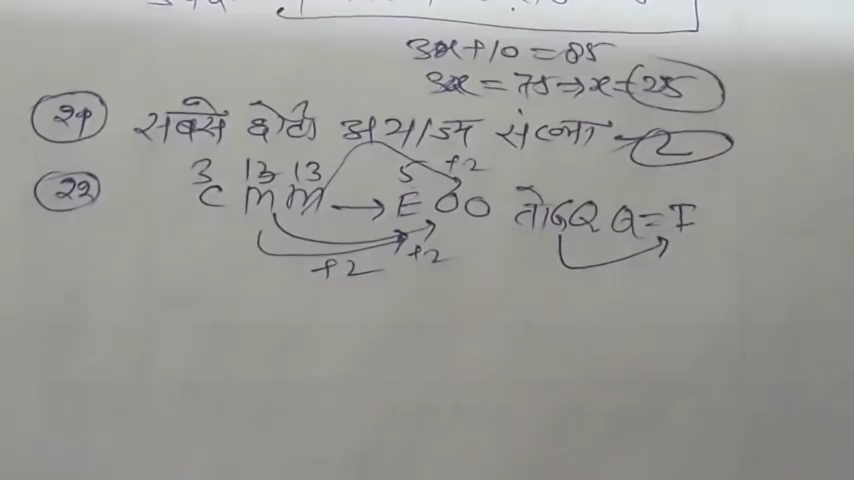 3x+10=85
3x=75⇒x=25
21 सबसे छोटी अभाज्य संख्या - 2
3 13 13 5 +2
22 C M M → E O O तो GQ Q = I
+2 +2